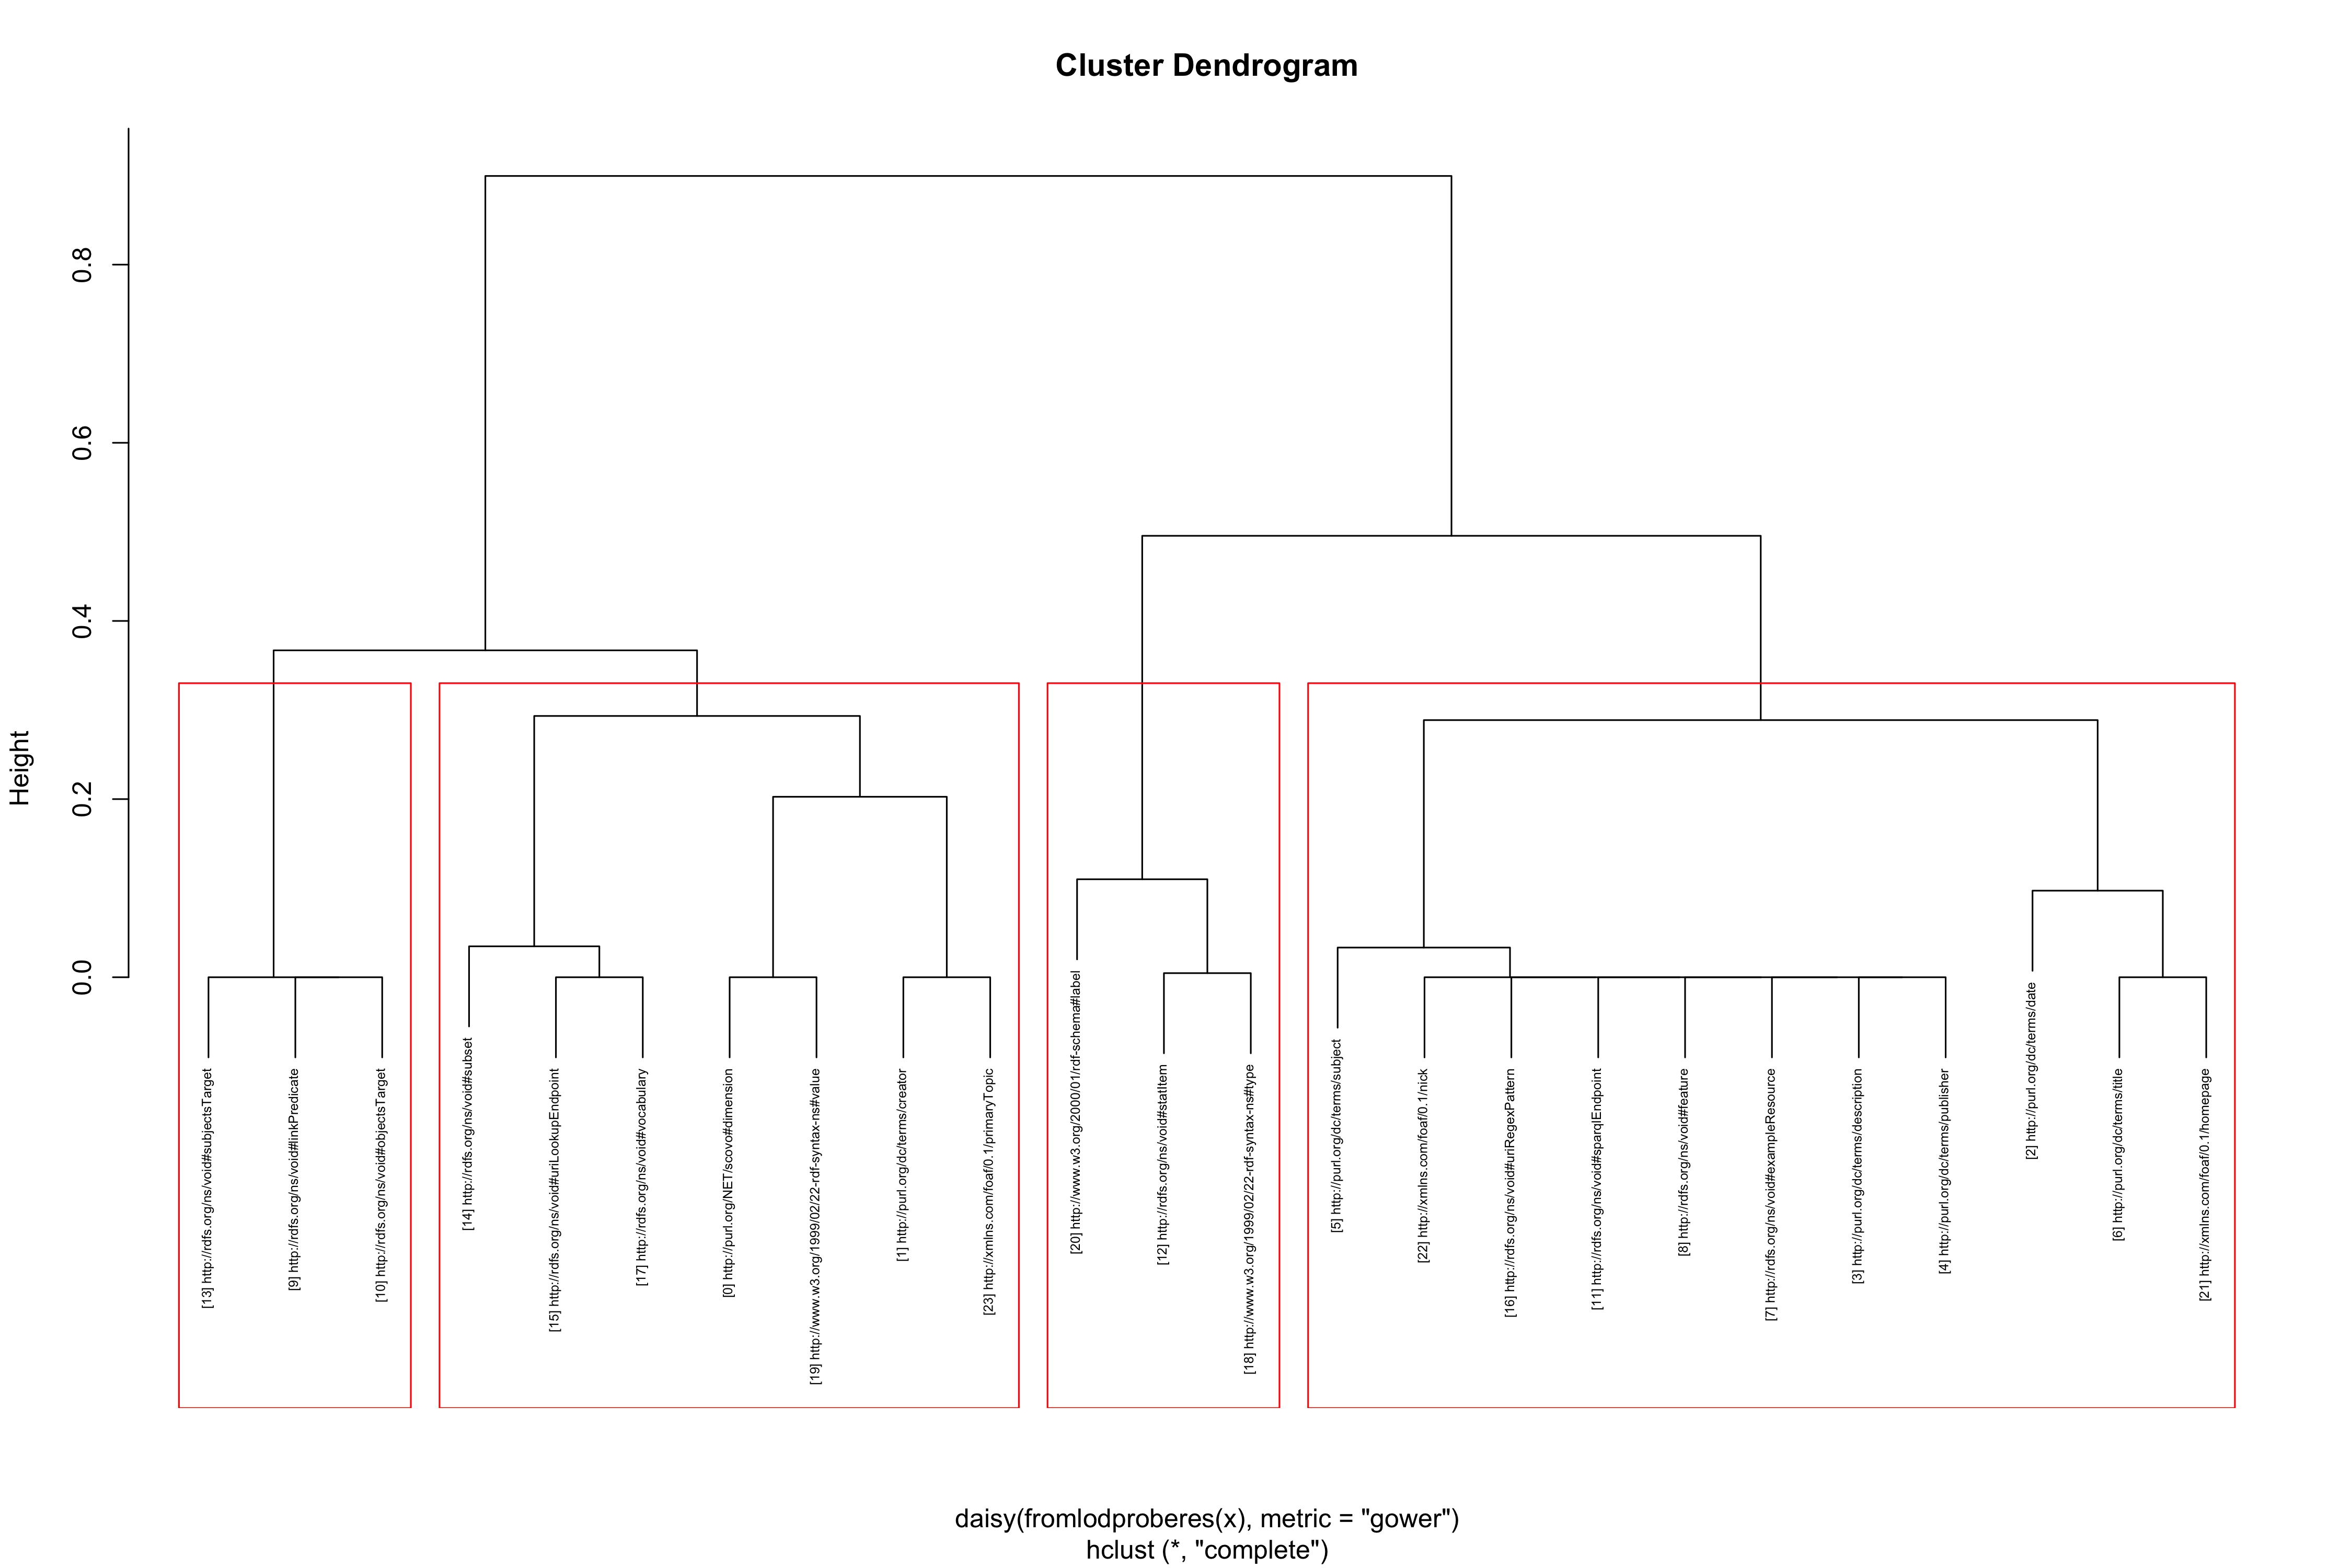 Cluster Dendrogram
Height
0.0
0.2
0.4
0.6
0.8
[13] http://rdfs.org/ns/void#subjectsTarget
[9] http://rdfs.org/ns/void#linkPredicate
[10] http://rdfs.org/ns/void#objectsTarget
[14] http://rdfs.org/ns/void#subset
[15] http://rdfs.org/ns/void#uriLookupEndpoint
[17] http://rdfs.org/ns/void#vocabulary
[0] http://purl.org/NET/scovo#dimension
[19] http://www.w3.org/1999/02/22-rdf-syntax-ns#value
[1] http://purl.org/dc/terms/creator
[23] http://xmlns.com/foaf/0.1/primaryTopic
[20] http://www.w3.org/2000/01/rdf-schema#label
[12] http://rdfs.org/ns/void#statItem
[18] http://www.w3.org/1999/02/22-rdf-syntax-ns#type
[5] http://purl.org/dc/terms/subject
[22] http://xmlns.com/foaf/0.1/nick
[16] http://rdfs.org/ns/void#uriRegexPattern
[11] http://rdfs.org/ns/void#sparqlEndpoint
[8] http://rdfs.org/ns/void#feature
[7] http://rdfs.org/ns/void#exampleResource
[3] http://purl.org/dc/terms/description
[4] http://purl.org/dc/terms/publisher
[2] http://purl.org/dc/terms/date
[6] http://purl.org/dc/terms/title
[21] http://xmlns.com/foaf/0.1/homepage
daisy(fromlodproberes(x), metric = "gower")
hclust (*, "complete")